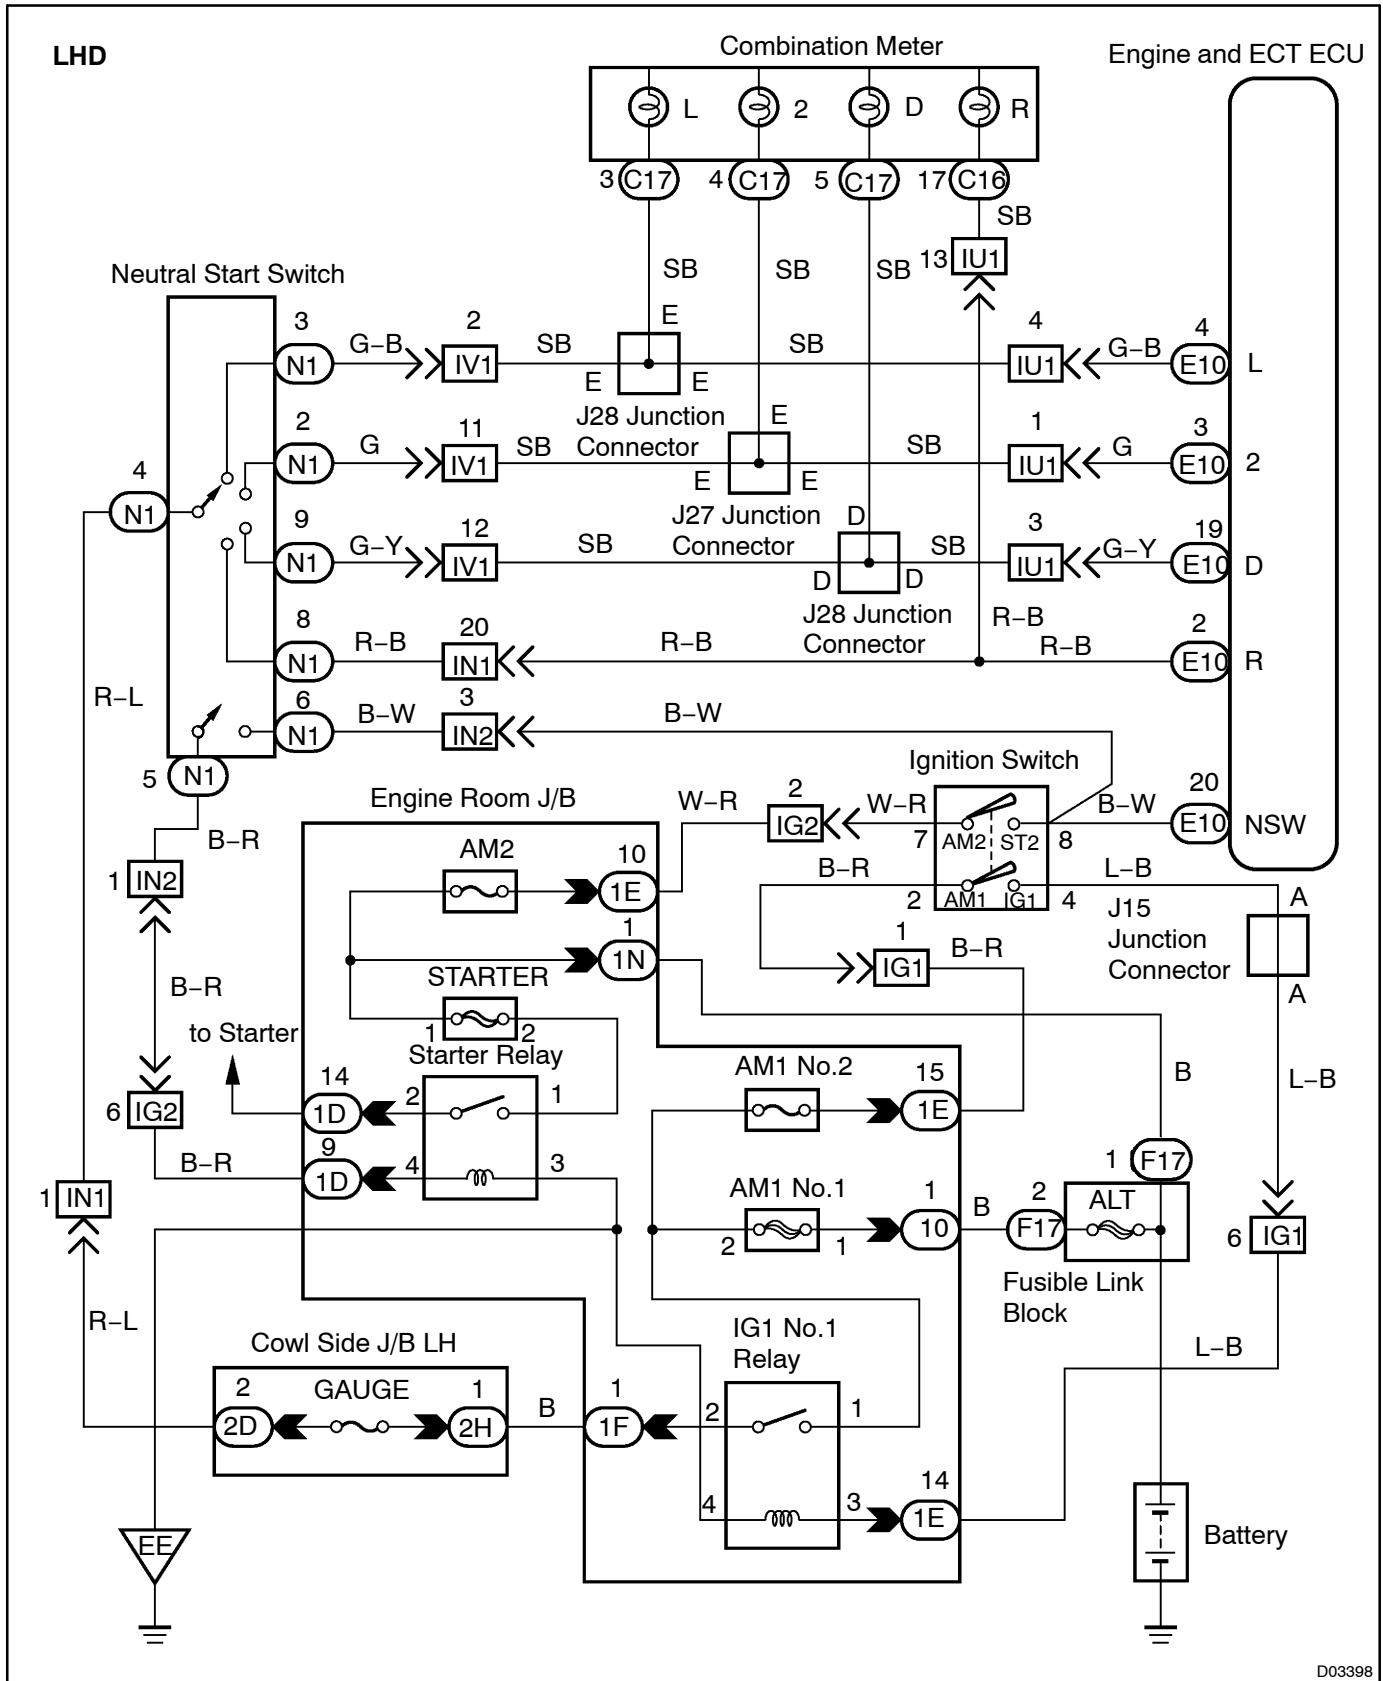 LHD
Combination Meter
Engine and ECT ECU
L 2 D R
3 C17 4 C17 5 C17 17 C16
SB
13 IU1
SB SB SB
Neutral Start Switch
E
3 2 4 4
N1 G–B IV1 SB SB IU1 G–B E10 L
E E
J28 Junction
Connector
E
2 11 1 3
N1 G IV1 SB SB IU1 G E10 2
E E
4
N1
J27 Junction
Connector
D
9 12 3 19
N1 G–Y IV1 SB SB IU1 G–Y E10 D
D D
J28 Junction
Connector
R–B
8 20 2
N1 R–B IN1 R–B R–B E10 R
R–L
6 3
N1 B–W IN2 B–W
5 N1
Ignition Switch
Engine Room J/B
B–R
W–R 2 IG2 W–R 7 AM2 ST2 8 B–W 20 E10 NSW
AM2
10
1E
1 IN2
B–R 2 AM1 IG1 4 L–B
A
J15
Junction
Connector
A
1
1N
1
IG1 B–R
STARTER
1 2
B–R
to Starter
Starter Relay
14
1D 2 1
AM1 No.2
15
1E
B
L–B
6 IG2
9
B–R 1D 4 3
1 F17
1 IN1
AM1 No.1
2 1
1
10 B
2
F17 ALT
6 IG1
Fusible Link
Block
R–L
IG1 No.1
Relay
L–B
Cowl Side J/B LH
2 GAUGE 1
2D 2H B
1
1F 2 1
4 3
14
1E
EE
Battery
D03398